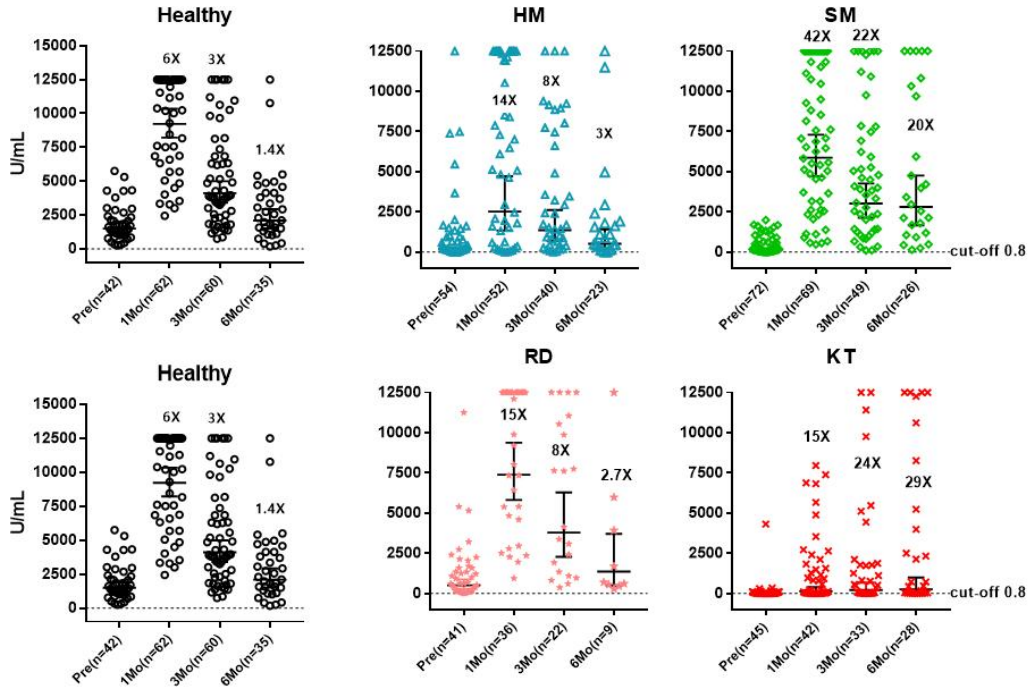 Healthy
HM
SM
15000
12500
10000
7500
5000
2500
0
U/mL
6X
3X
1.4X
Pre(n=42)
1Mo(n=62)
3Mo(n=60)
6Mo(n=35)
12500
10000
7500
5000
2500
0
14X
8X
3X
Pre(n=54)
1Mo(n=52)
3Mo(n=40)
6Mo(n=23)
12500
10000
7500
5000
2500
0
42X
22X
20X
cut-off 0.8
Pre(n=72)
1Mo(n=69)
3Mo(n=49)
6Mo(n=26)
Healthy
RD
KT
15000
12500
10000
7500
5000
2500
0
U/mL
6X
3X
1.4X
Pre(n=42)
1Mo(n=62)
3Mo(n=60)
6Mo(n=35)
12500
10000
7500
5000
2500
0
15X
8X
2.7X
Pre(n=41)
1Mo(n=36)
3Mo(n=22)
6Mo(n=9)
12500
10000
7500
5000
2500
0
15X
24X
29X
cut-off 0.8
Pre(n=45)
1Mo(n=42)
3Mo(n=33)
6Mo(n=28)